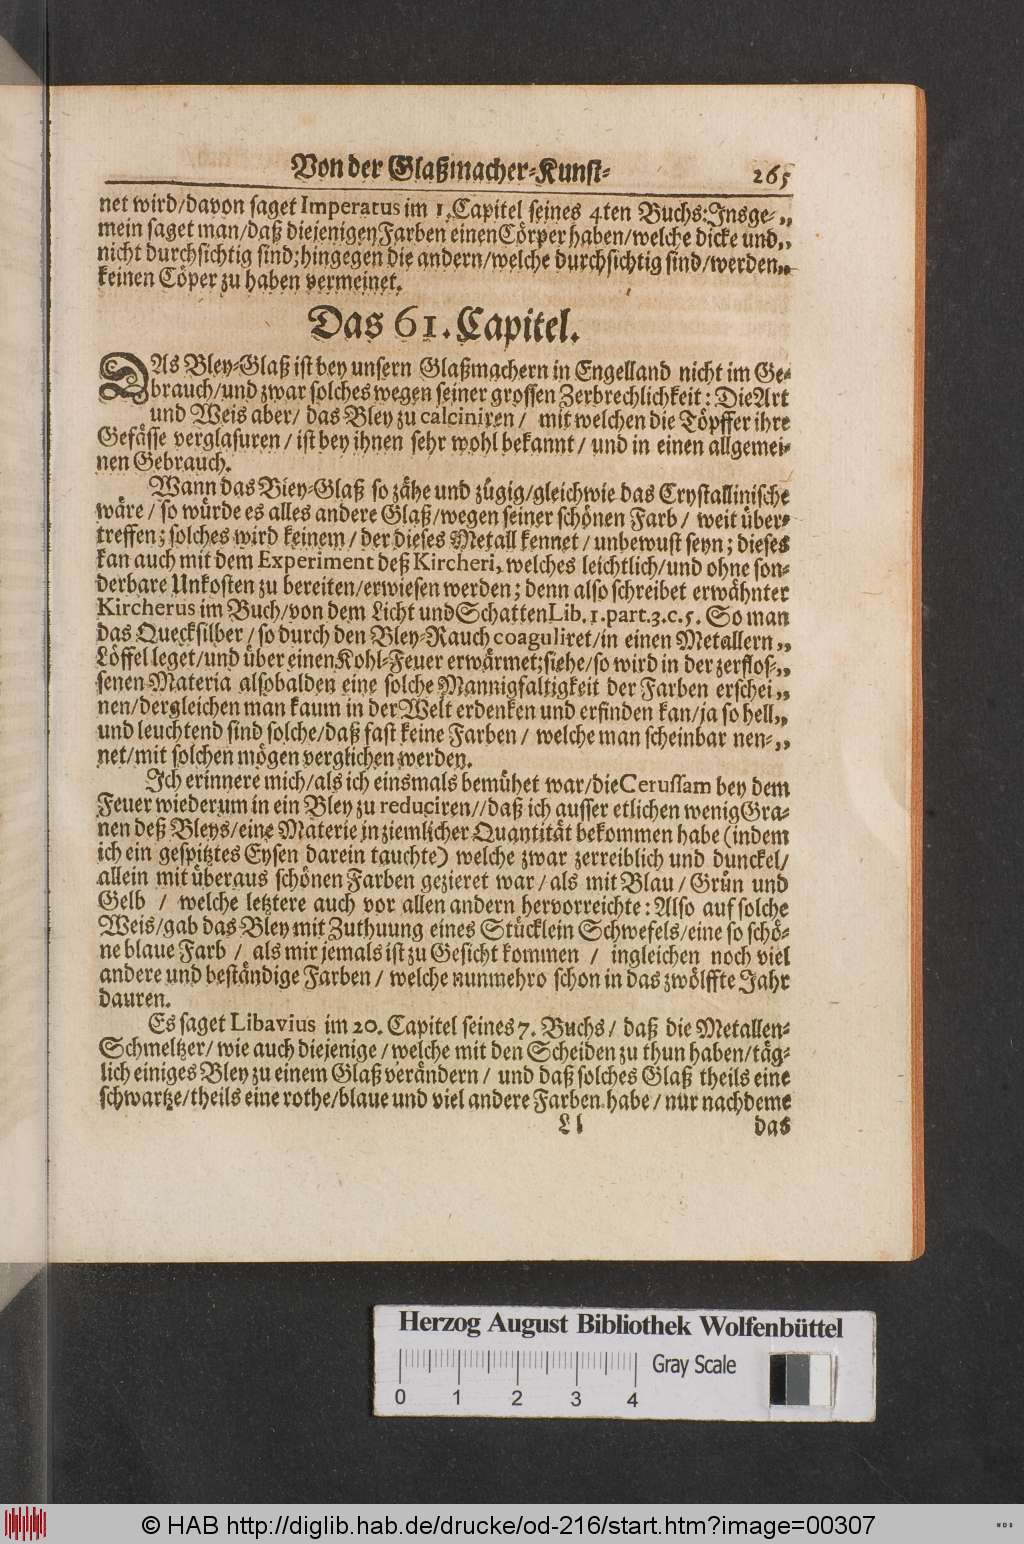 Von der Glaßmacher-Kunst- 265
net wird/davon saget Imperatus im 1. Capitel seines 4ten Buchs: Insge-„
mein saget man/daß diejenigen Farben einen Cörper haben/welche dicke und„
nicht durchsichtig sind; hingegen die andern/welche durchsichtig sind/werden„
keinen Cöper zu haben vermeinet.
Das 61. Capitel.
DAs Bley-Glaß ist bey unsern Glaßmachern in Engelland nicht im Ge-
brauch/und zwar solches wegen seiner grossen Zerbrechlichkeit: Die Art
und Weis aber/ das Bley zu calciniren/ mit welchen die Töpffer ihre
Gefässe verglasuren/ ist bey ihnen sehr wohl bekannt/ und in einen allgemei-
nen Gebrauch.
Wann das Bley-Glaß so zähe und zügig/gleichwie das Crystallinische
wäre/ so würde es alles andere Glaß/wegen seiner schönen Farb/ weit über-
treffen; solches wird keinem/ der dieses Metall kennet/ unbewust seyn; dieses
kan auch mit dem Experiment deß Kircheri, welches leichtlich/und ohne son-
derbare Unkosten zu bereiten/erwiesen werden; denn also schreibet erwähnter
Kircherus im Buch/von dem Licht und Schatten Lib. 1. part. 3. c. 5. So man
das Quecksilber/ so durch den Bley-Rauch coaguliret/in einen Metallern„
Löffel leget/und über einen Kohl-Feuer erwärmet; siehe/so wird in der zerflos-„
senen Materia alsobalden eine solche Mannigfaltigkeit der Farben erschei„
nen/dergleichen man kaum in der Welt erdenken und erfinden kan/ja so hell„
und leuchtend sind solche/daß fast keine Farben/ welche man scheinbar nen-„
net/mit solchen mögen verglichen werden.
Ich erinnere mich/als ich einsmals bemühet war/die Cerussam bey dem
Feuer wiederum in ein Bley zu reduciren//daß ich ausser etlichen wenig Gra-
nen deß Bleys/eine Materie in ziemlicher Quantität bekommen habe (indem
ich ein gespitztes Eysen darein tauchte) welche zwar zerreiblich und dunckel/
allein mit überaus schönen Farben gezieret war/als mit Blau/ Grün und
Gelb / welche letztere auch vor allen andern hervorreichte: Also auf solche
Weis/gab das Bley mit Zuthuung eines Stücklein Schwefels/eine so schö-
ne blaue Farb/ als mir jemals ist zu Gesicht kommen / ingleichen noch viel
andere und beständige Farben/ welche nunmehro schon in das zwölffte Jahr
dauren.
Es saget Libavius im 20. Capitel seines 7. Buchs/ daß die Metallen-
Schmeltzer/ wie auch diejenige/welche mit den Scheiden zu thun haben/täg-
lich einiges Bley zu einem Glaß verändern/ und daß solches Glaß theils eine
schwartze/theils eine rothe/blaue und viel andere Farben habe/ nur nachdeme
Ll das
Herzog August Bibliothek Wolfenbüttel
Gray Scale
0 1 2 3 4
© HAB http://diglib.hab.de/drucke/od-216/start.htm?image=00307